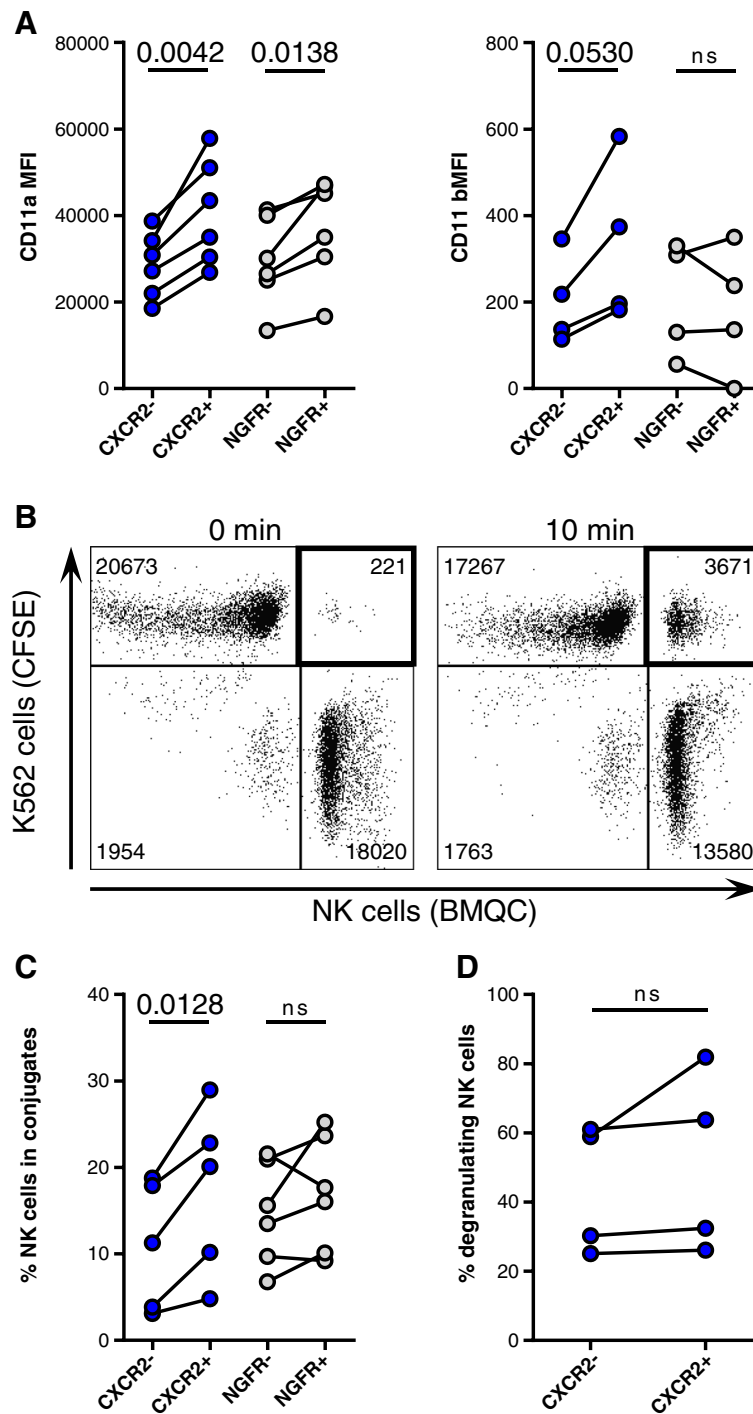 A
80000
60000
40000
20000
0
CD11a MFI
0.0042
0.0138
CXCR2-
CXCR2+
NGFR-
NGFR+
800
600
400
200
0
CD11 bMFI
0.0530
ns
CXCR2-
CXCR2+
NGFR-
NGFR+
B
0 min
10 min
K562 cells (CFSE)
20673
221
1954
18020
17267
3671
1763
13580
NK cells (BMQC)
C
40
30
20
10
0
% NK cells in conjugates
0.0128
ns
CXCR2-
CXCR2+
NGFR-
NGFR+
D
100
80
60
40
20
0
% degranulating NK cells
ns
CXCR2-
CXCR2+